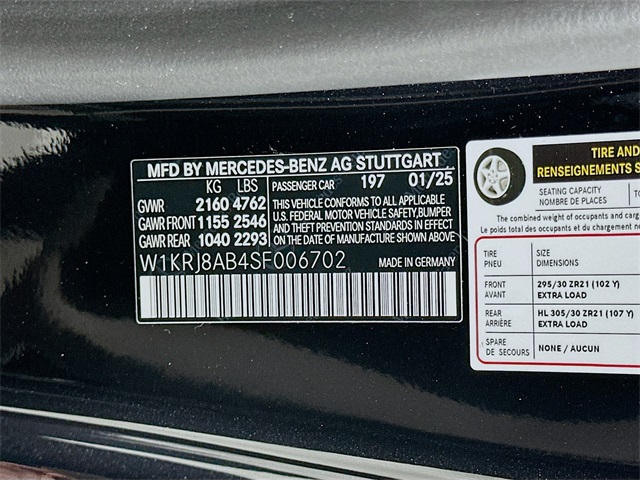 MFD BY MERCEDES-BENZ AG STUTTGART
KG LBS PASSENGER CAR 197 01/25
GVWR 2160 4762
GAWR FRONT 1155 2546
GAWR REAR 1040 2293
THIS VEHICLE CONFORMS TO ALL APPLICABLE
U.S. FEDERAL MOTOR VEHICLE SAFETY, BUMPER
AND THEFT PREVENTION STANDARDS IN EFFECT
ON THE DATE OF MANUFACTURE SHOWN ABOVE.
W1KRJ8AB4SF006702 MADE IN GERMANY
TIRE AND
RENSEIGNEMENTS S
SEATING CAPACITY
NOMBRE DE PLACES
The combined weight of occupants and carg
Le poids total des occupants et du chargemen
TIRE SIZE
PNEU DIMENSIONS
FRONT 295/30 ZR21 (102 Y)
AVANT EXTRA LOAD
REAR HL 305/30 ZR21 (107 Y)
ARRIÈRE EXTRA LOAD
SPARE NONE / AUCUN
DE SECOURS